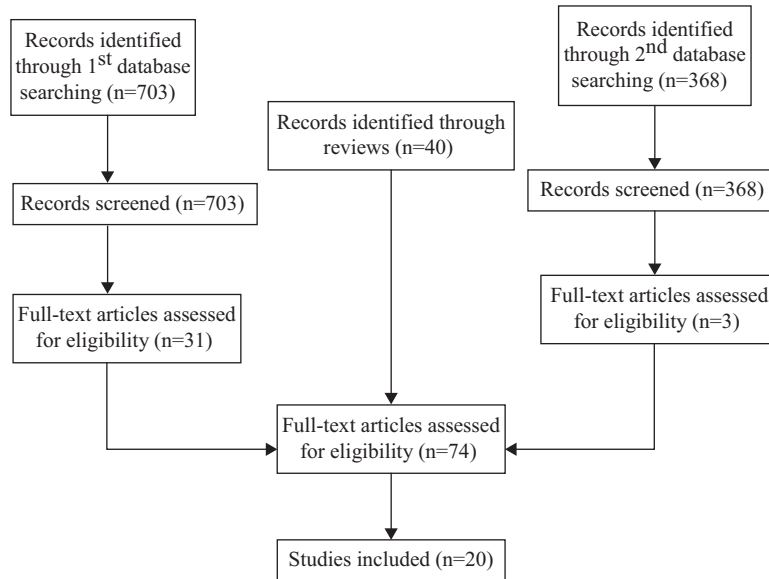 Records identified
through 1st database
searching (n=703)
Records identified through
reviews (n=40)
Records identified
through 2nd database
searching (n=368)
Records screened (n=703)
Records screened (n=368)
Full-text articles assessed
for eligibility (n=31)
Full-text articles assessed
for eligibility (n=3)
Full-text articles assessed
for eligibility (n=74)
Studies included (n=20)